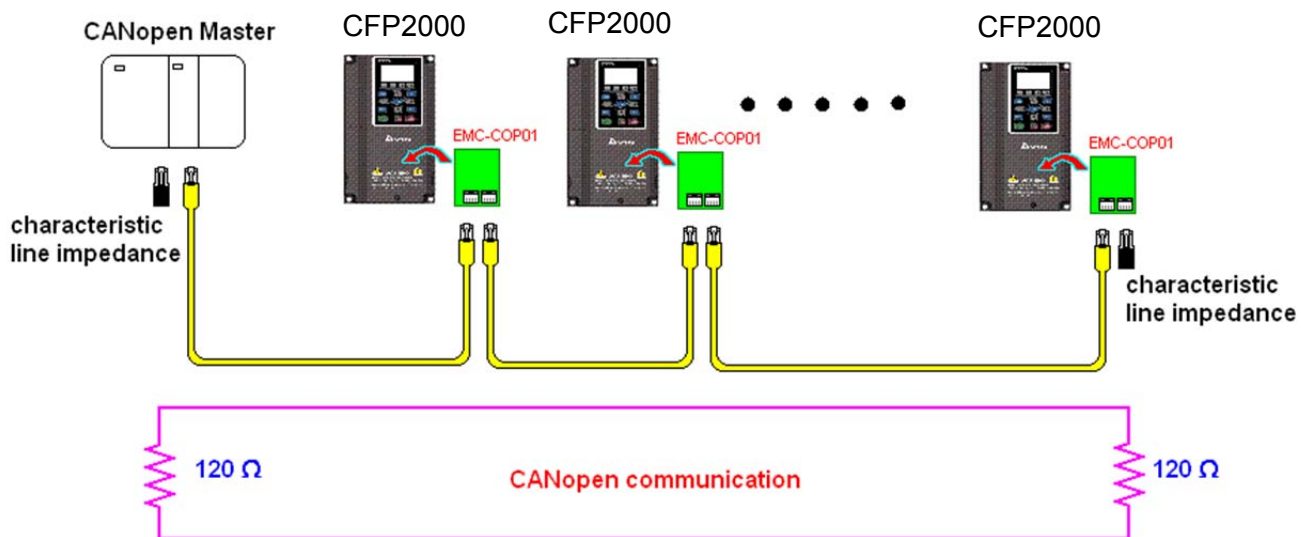 CANopen Master
CFP2000
CFP2000
CFP2000
EMC-COP01
EMC-COP01
EMC-COP01
characteristic
line impedance
characteristic
line impedance
120 Ω
CANopen communication
120 Ω